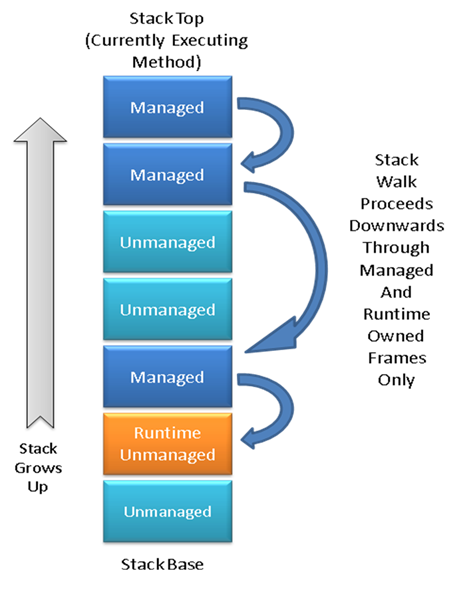 Stack Top
(Currently Executing
Method)
Managed
Managed
Unmanaged
Unmanaged
Managed
Runtime
Unmanaged
Unmanaged
Stack Base
Stack
Grows
Up
Stack
Walk
Proceeds
Downwards
Through
Managed
And
Runtime
Owned
Frames
Only